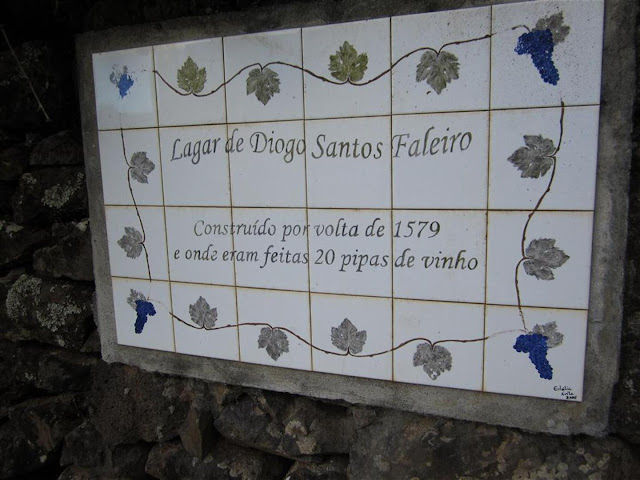 Lagar de Diogo Santos Faleiro
Construído por volta de 1579
e onde eram feitas 20 pipas de vinho